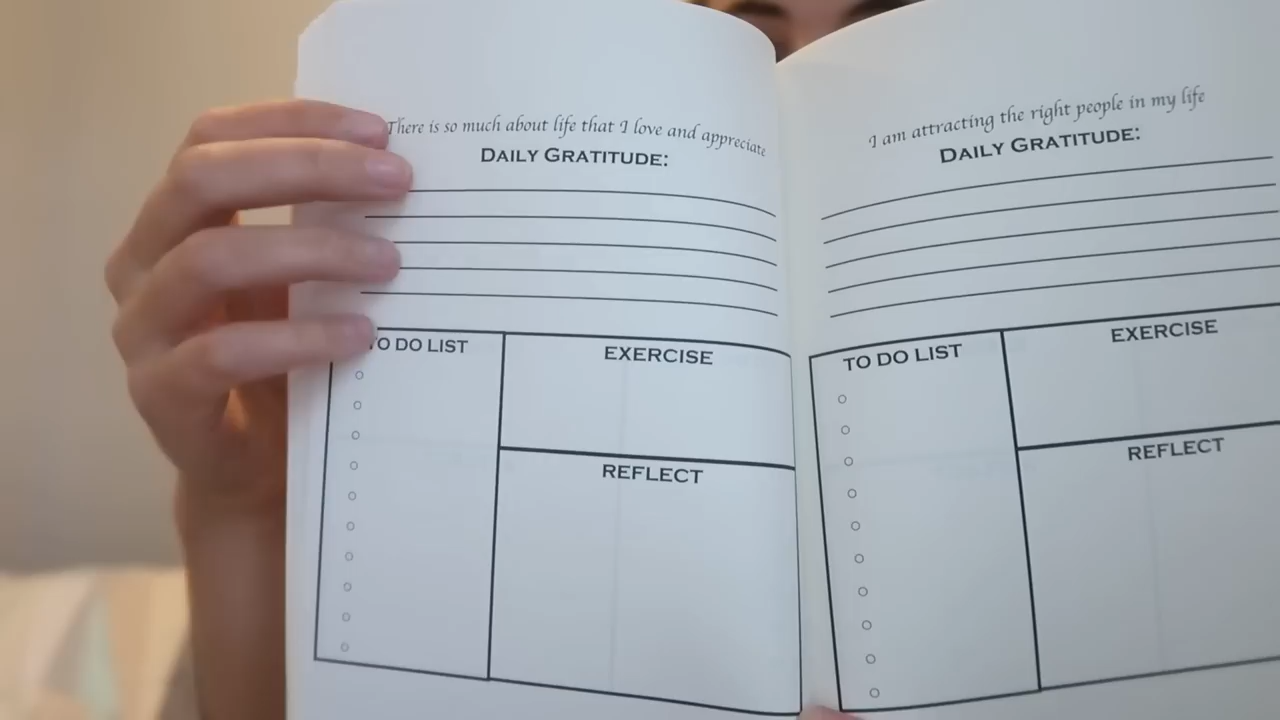 There is so much about life that I love and appreciate
DAILY GRATITUDE:
TO DO LIST
EXERCISE
REFLECT
I am attracting the right people in my life
DAILY GRATITUDE:
TO DO LIST
EXERCISE
REFLECT